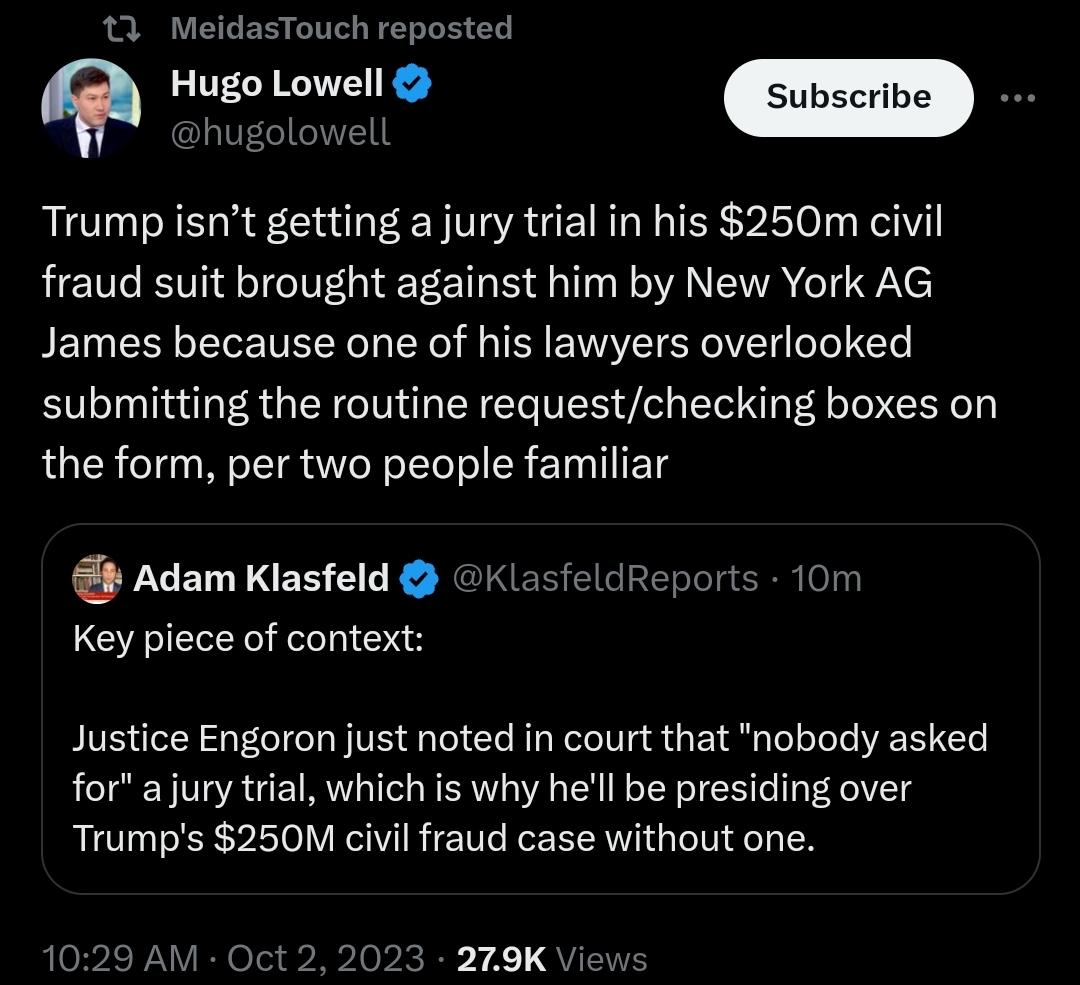 MeidasTouch reposted
Hugo Lowell
@hugolowell
Subscribe
Trump isn’t getting a jury trial in his $250m civil
fraud suit brought against him by New York AG
James because one of his lawyers overlooked
submitting the routine request/checking boxes on
the form, per two people familiar
Adam Klasfeld @KlasfeldReports · 10m
Key piece of context:
Justice Engoron just noted in court that "nobody asked
for" a jury trial, which is why he'll be presiding over
Trump's $250M civil fraud case without one.
10:29 AM · Oct 2, 2023 · 27.9K Views